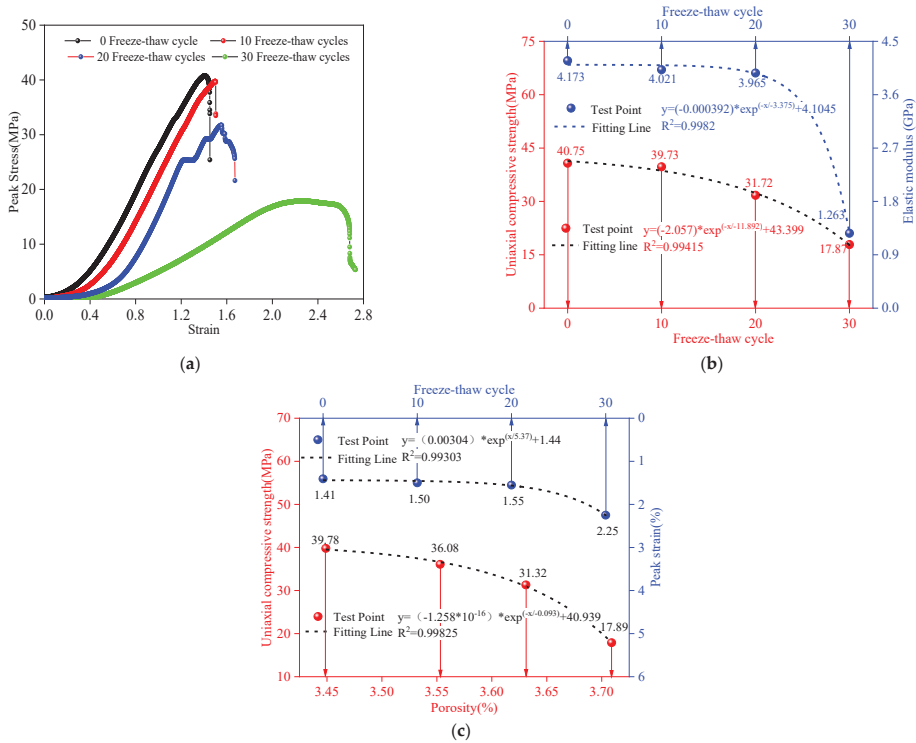 50
40
30
20
10
0
Peak Stress(MPa)
0 Freeze-thaw cycle
10 Freeze-thaw cycles
20 Freeze-thaw cycles
30 Freeze-thaw cycles
0.0 0.4 0.8 1.2 1.6 2.0 2.4 2.8
Strain
(a)
Freeze-thaw cycle
0 10 20 30
75
60
45
30
15
0
Uniaxial compressive strength(MPa)
4.5
3.6
2.7
1.8
0.9
0.0
Elastic modulus (GPa)
4.173
4.021
3.965
1.263
Test Point y=(-0.000392)*exp(-x/-3.375)+4.1045
Fitting Line R2=0.9982
40.75
39.73
31.72
17.87
Test point y=(-2.057)*exp(-x/-11.892)+43.399
Fitting line R2=0.99415
0 10 20 30
Freeze-thaw cycle
(b)
Freeze-thaw cycle
0 10 20 30
70
60
50
40
30
20
10
Uniaxial compressive strength(MPa)
0
1
2
3
4
5
6
Peak strain(%)
Test Point y=（0.00304）*exp(x/5.37)+1.44
Fitting Line R2=0.99303
1.41
1.50
1.55
2.25
39.78
36.08
31.32
17.89
Test Point y=（-1.258*10-16）*exp(-x/-0.093)+40.939
Fitting Line R2=0.99825
3.45 3.50 3.55 3.60 3.65 3.70
Porosity(%)
(c)